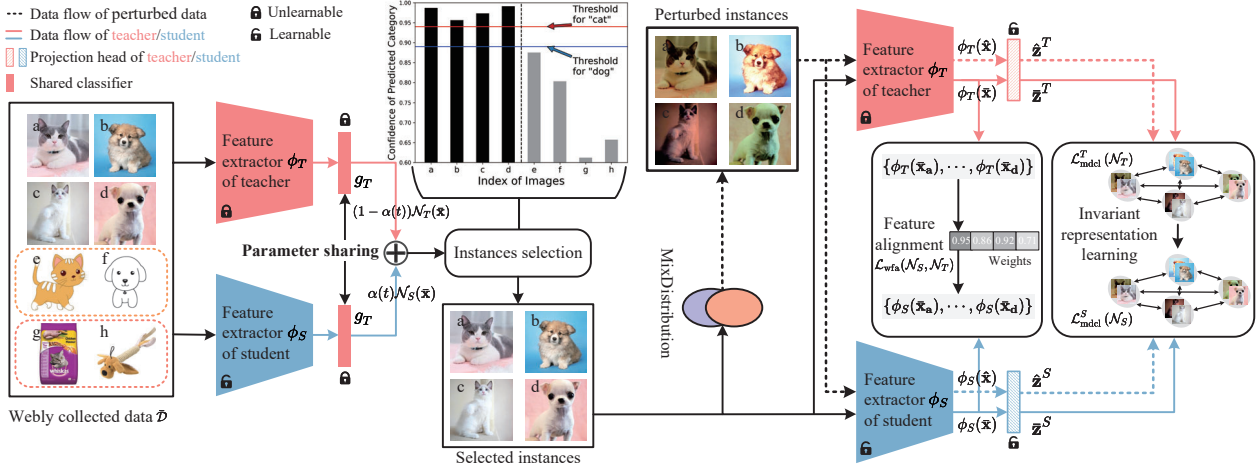 Data flow of perturbed data
Data flow of teacher/student
Projection head of teacher/student
Shared classifier
Unlearnable
Learnable
a
b
c
d
e
f
g
h
Webly collected data D̄
Feature
extractor ϕ_T
of teacher
Feature
extractor ϕ_S
of student
g_T
g_T
Parameter sharing
(1 − α(t))N_T(x̄)
α(t)N_S(x̄)
Confidence of Predicted Category
1.00
0.95
0.90
0.85
0.80
0.75
0.70
0.65
0.60
Threshold
for "cat"
Threshold
for "dog"
a b c d e f g h
Index of Images
Instances selection
a
b
c
d
Selected instances
MixDistribution
Perturbed instances
a
b
c
d
Feature
extractor ϕ_T
of teacher
ϕ_T(x̂)
ϕ_T(x̄)
ẑ^T
z̄^T
{ϕ_T(x̄_a), · · · , ϕ_T(x̄_d)}
Feature
alignment
L_wfa(N_S, N_T)
0.95 0.86 0.92 0.71
Weights
{ϕ_S(x̄_a), · · · , ϕ_S(x̄_d)}
L^T_mdcl(N_T)
Invariant
representation
learning
L^S_mdcl(N_S)
Feature
extractor ϕ_S
of student
ϕ_S(x̂)
ϕ_S(x̄)
ẑ^S
z̄^S